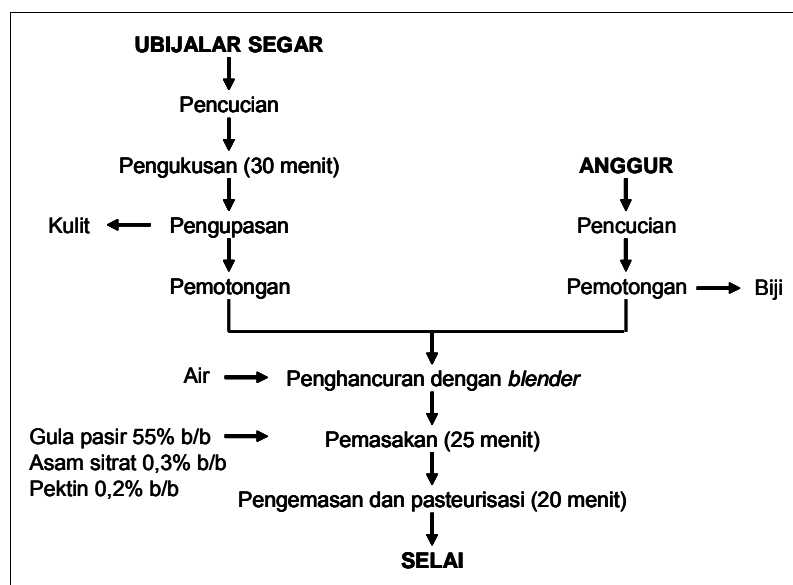 UBIJALAR SEGAR
Pencucian
Pengukusan (30 menit)
Kulit
Pengupasan
Pemotongan
ANGGUR
Pencucian
Pemotongan
Biji
Air
Penghancuran dengan blender
Gula pasir 55% b/b
Asam sitrat 0,3% b/b
Pektin 0,2% b/b
Pemasakan (25 menit)
Pengemasan dan pasteurisasi (20 menit)
SELAI